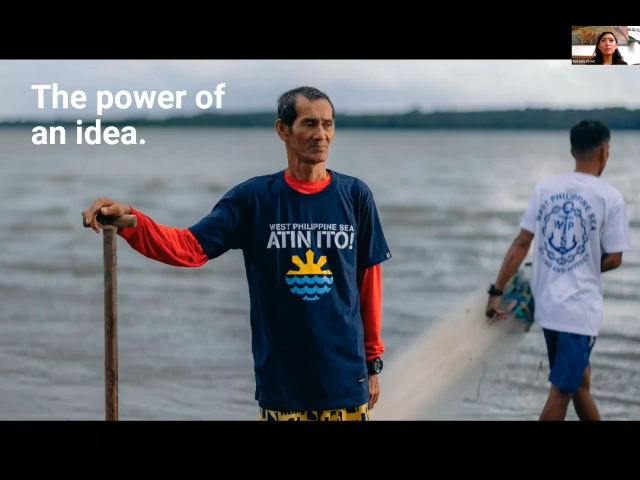 The power of
an idea.
WEST PHILIPPINE SEA
ATIN ITO!
WEST PHILIPPINE SEA
W P
S